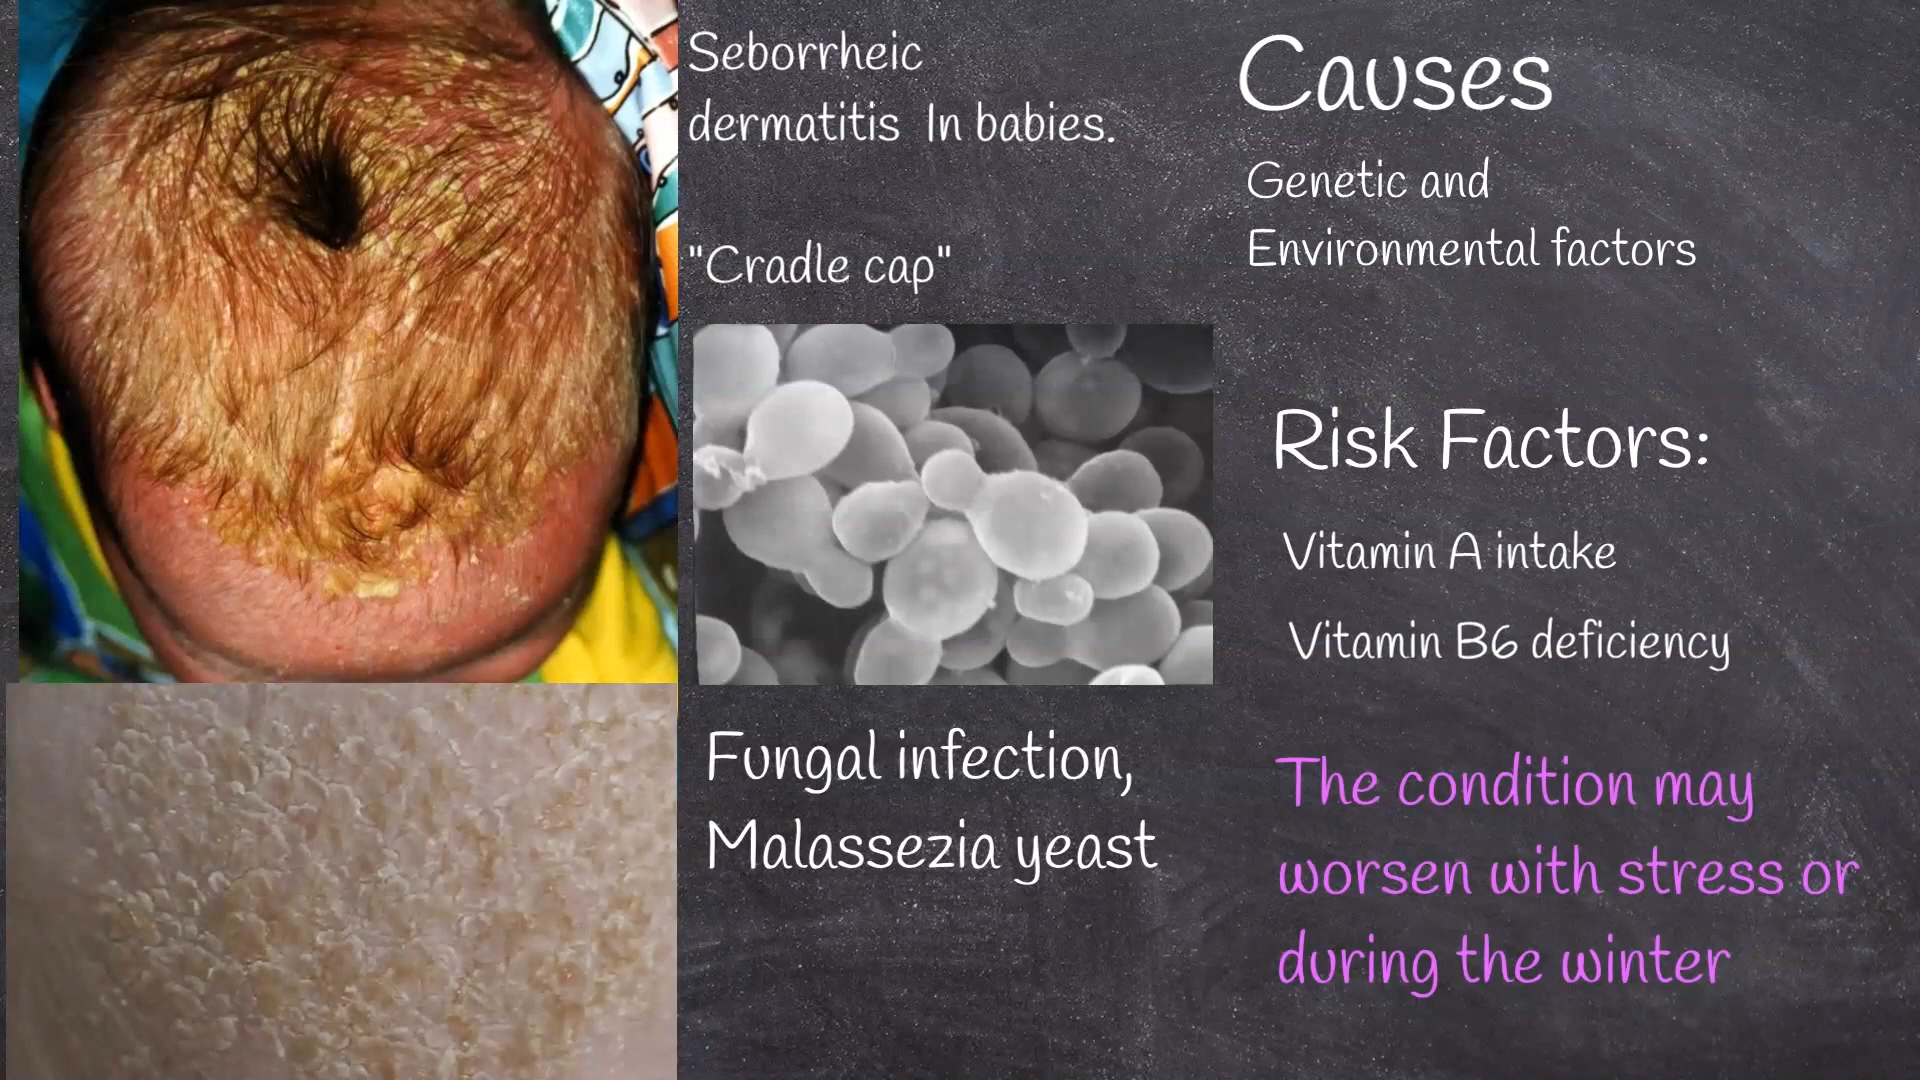 Seborrheic
dermatitis In babies.
"Cradle cap"
Fungal infection,
Malassezia yeast
Causes
Genetic and
Environmental factors
Risk Factors:
Vitamin A intake
Vitamin B6 deficiency
The condition may
worsen with stress or
during the winter